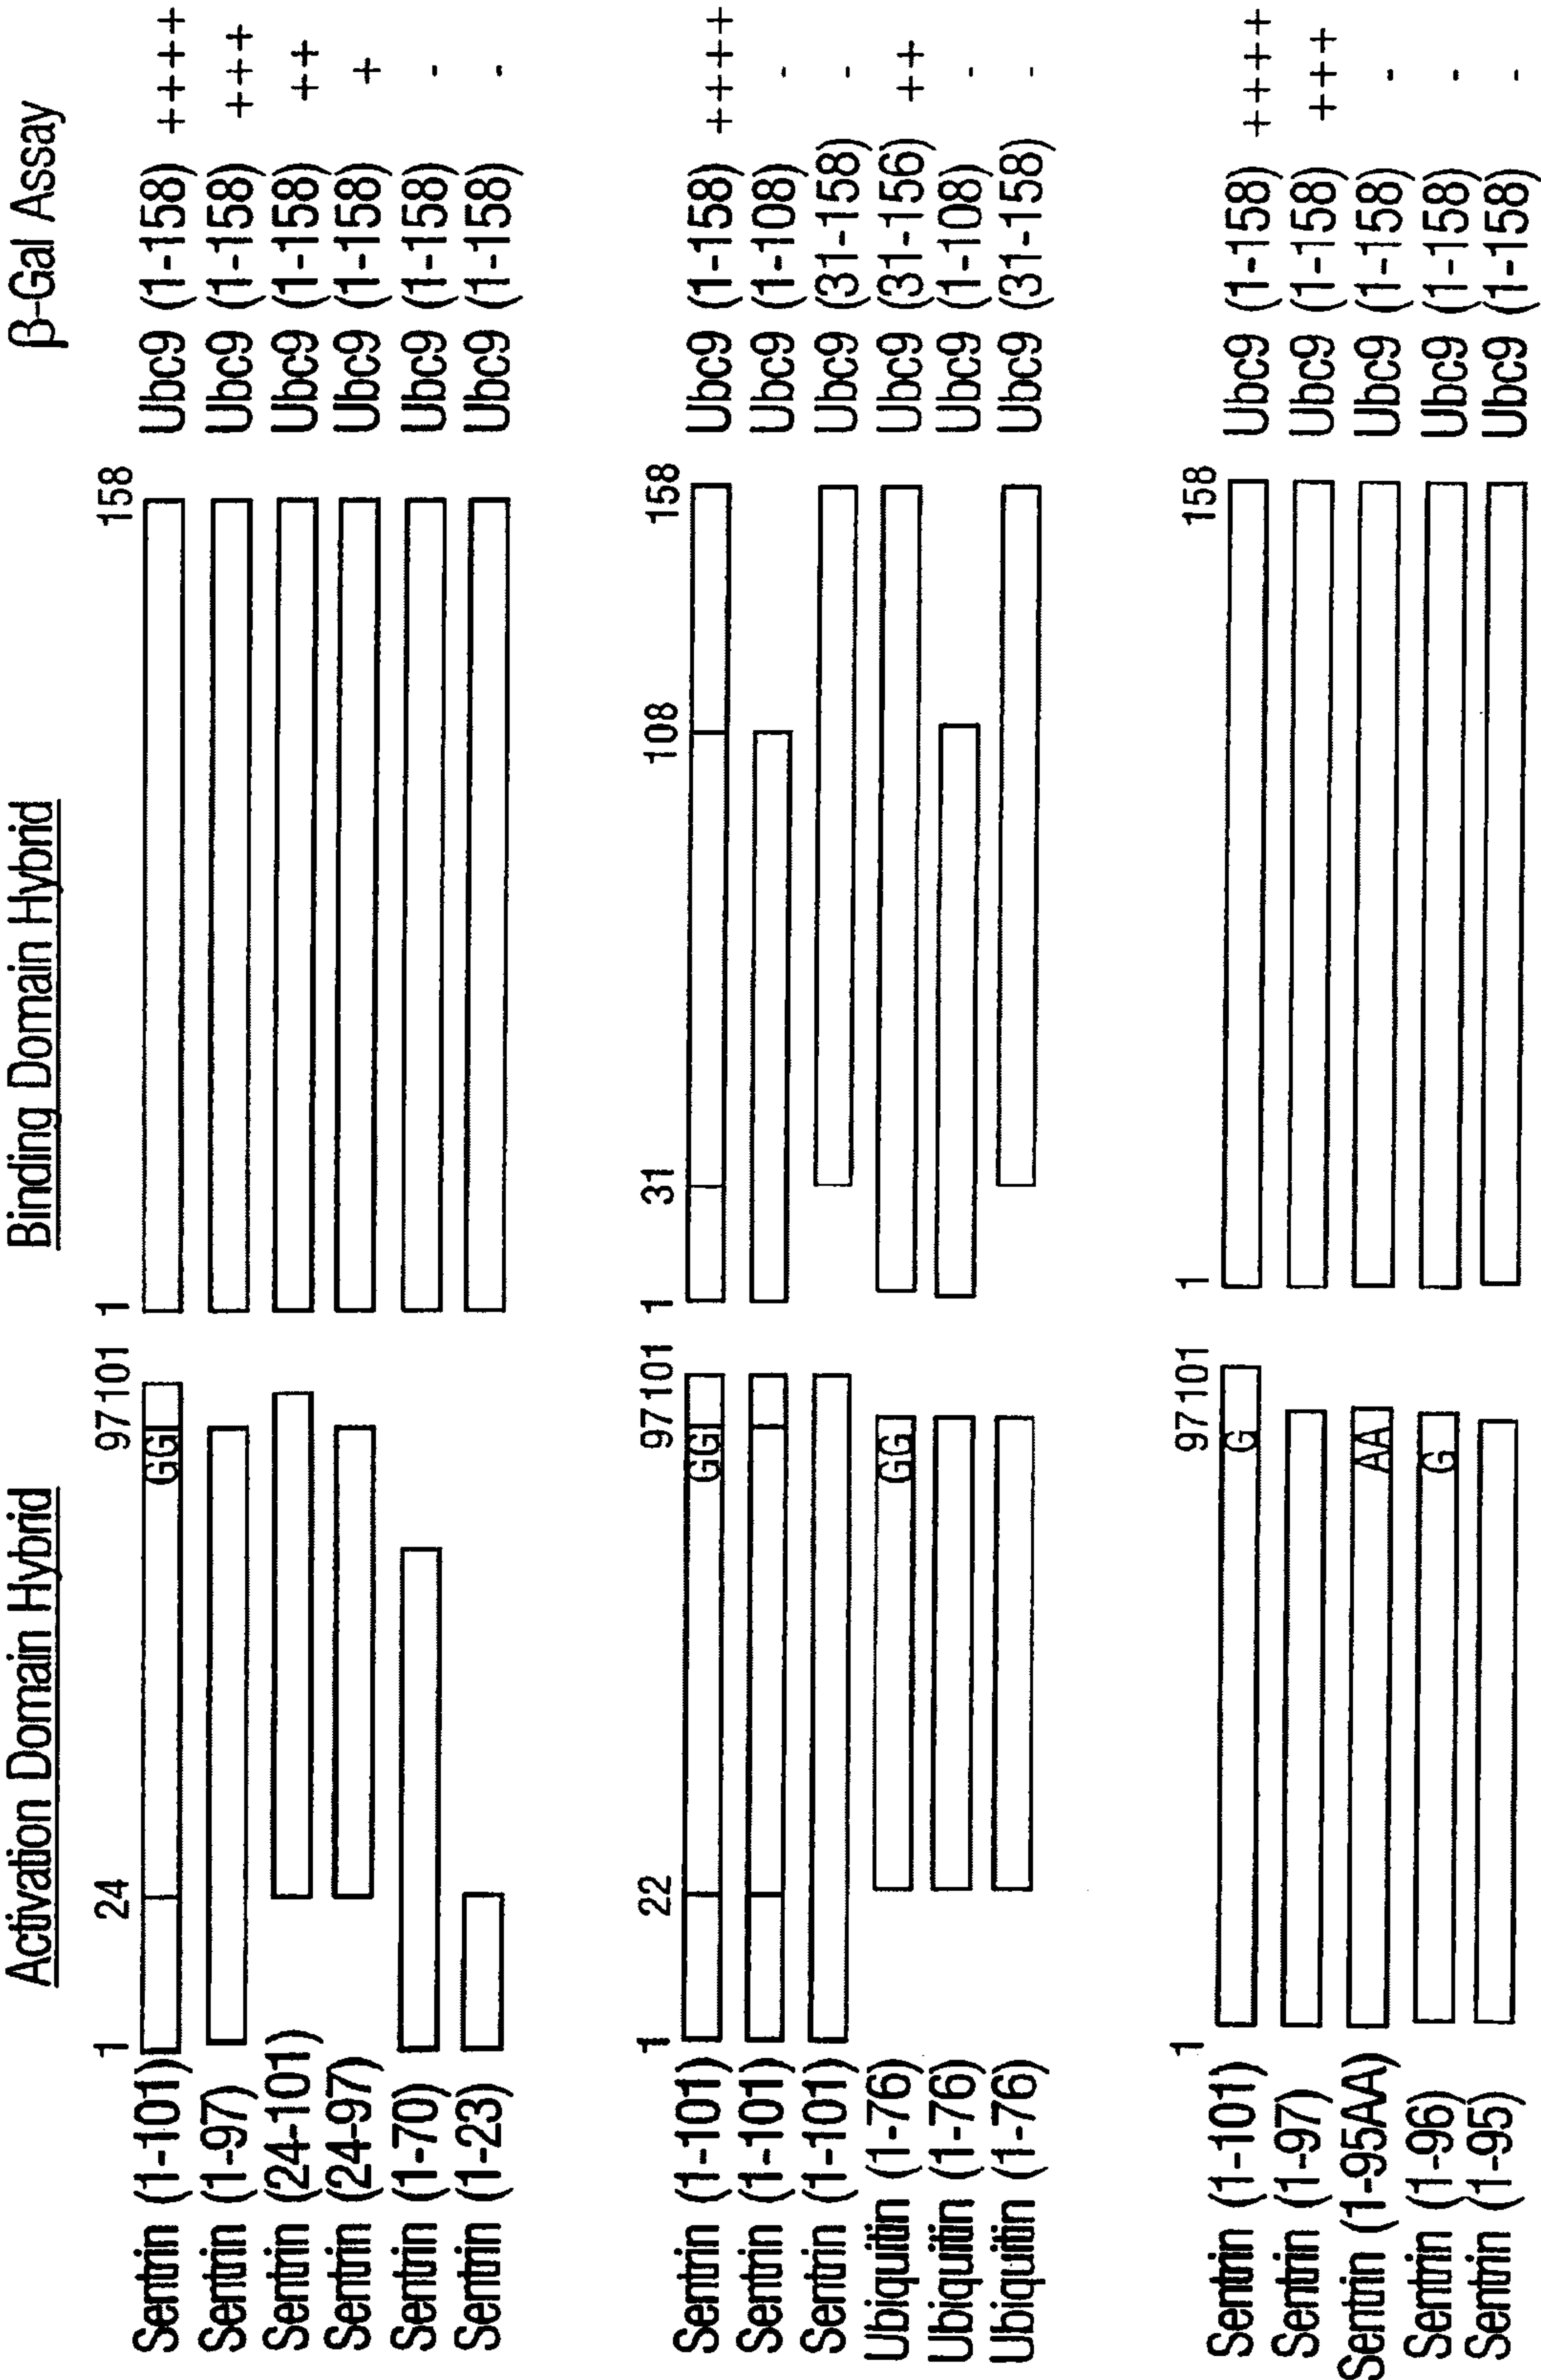 Activation Domain Hybrid Binding Domain Hybrid β-Gal Assay
1 24 97 101 1 158
Sentrin (1-101) GG Ubc9 (1-158) ++++
Sentrin (1-97) Ubc9 (1-158) +++
Sentrin (24-101) Ubc9 (1-158) ++
Sentrin (24-97) Ubc9 (1-158) +
Sentrin (1-70) Ubc9 (1-158) -
Sentrin (1-23) Ubc9 (1-158) -
1 22 97 101 1 31 108 158
Sentrin (1-101) GG Ubc9 (1-158) ++++
Sentrin (1-101) Ubc9 (1-108) -
Sentrin (1-101) Ubc9 (31-158) -
Ubiquitin (1-76) GG Ubc9 (31-156) ++
Ubiquitin (1-76) Ubc9 (1-108) -
Ubiquitin (1-76) Ubc9 (31-158) -
1 97 101 1 158
Sentrin (1-101) G Ubc9 (1-158) ++++
Sentrin (1-97) Ubc9 (1-158) +++
Sentrin (1-95AA) AA Ubc9 (1-158) -
Sentrin (1-96) G Ubc9 (1-158) -
Sentrin (1-95) Ubc9 (1-158) -